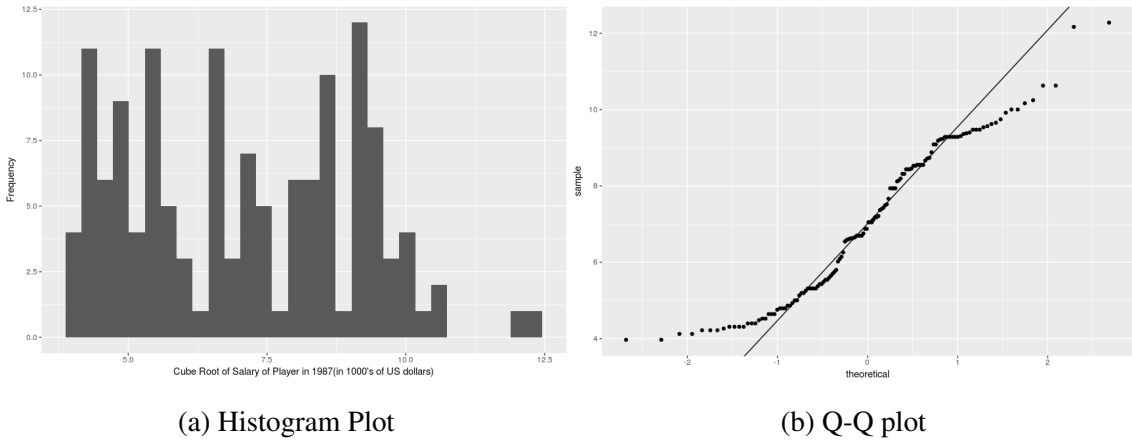 12.5
10.0
7.5
5.0
2.5
0.0
Frequency
5.0 7.5 10.0 12.5
Cube Root of Salary of Player in 1987(in 1000's of US dollars)
(a) Histogram Plot
12
10
8
6
4
sample
-2 -1 0 1 2
theoretical
(b) Q-Q plot